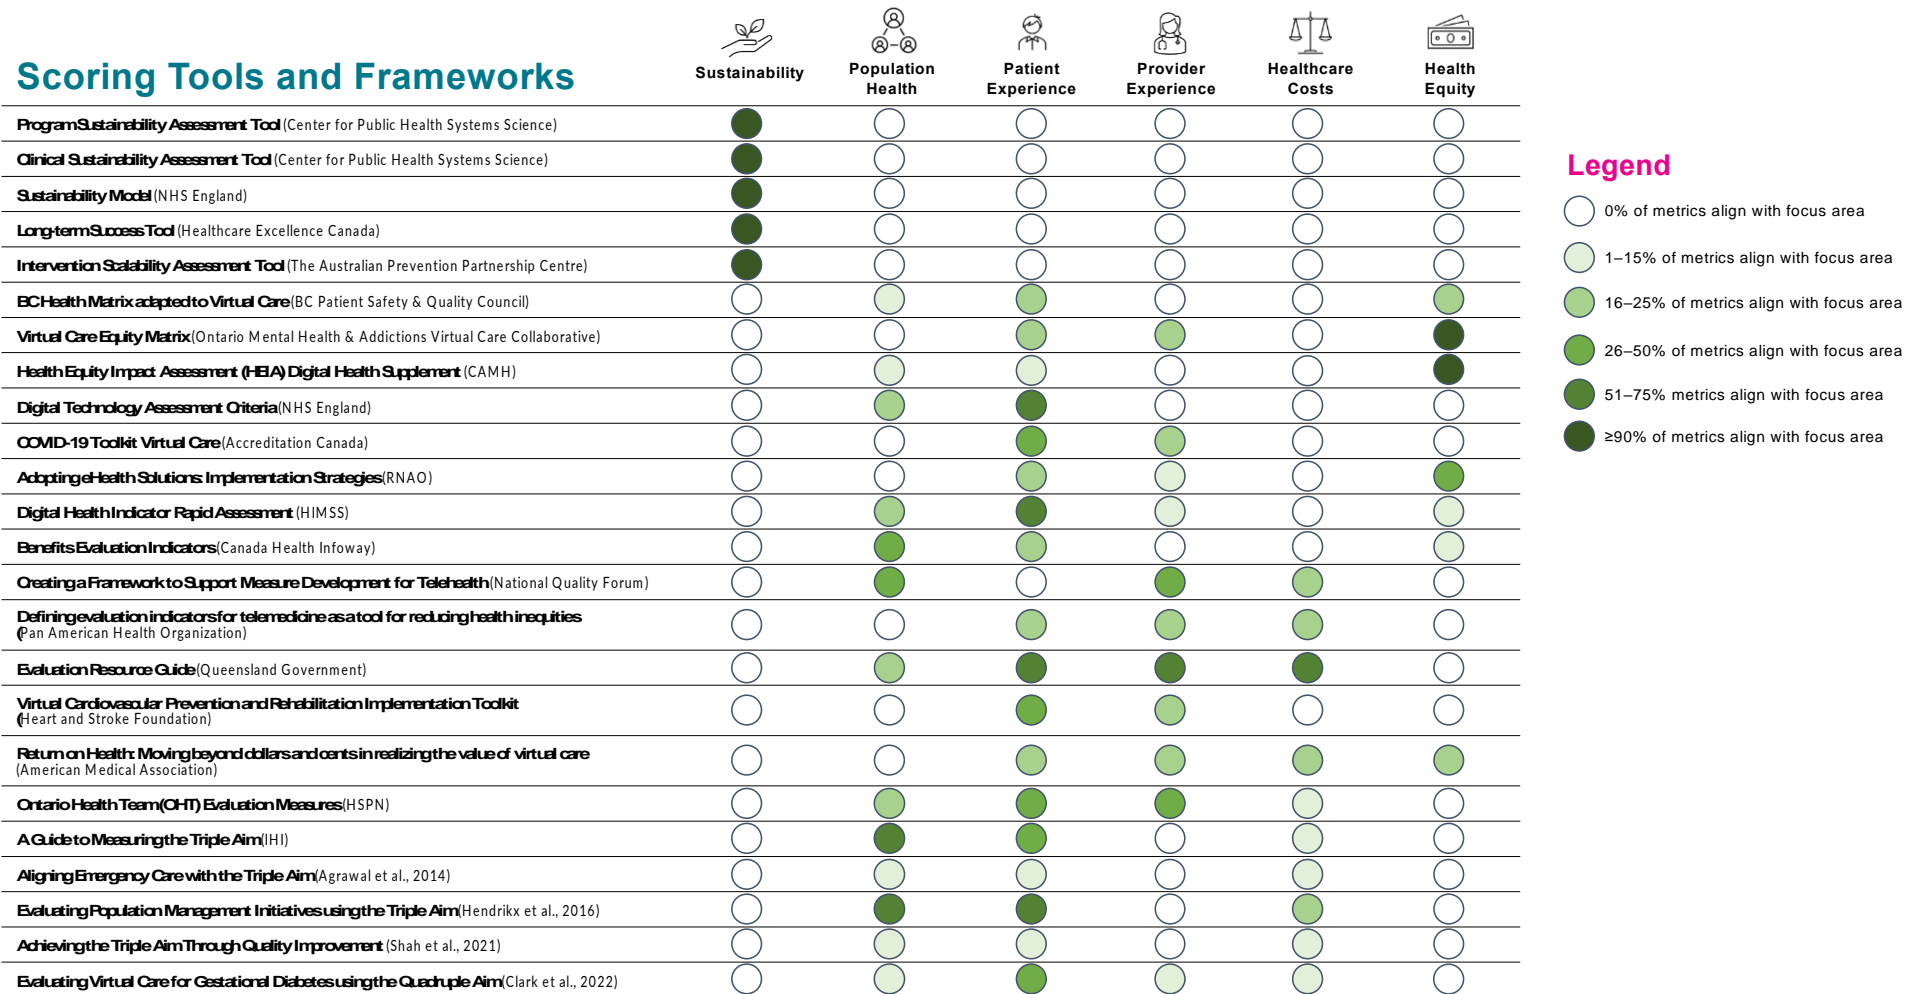 Scoring Tools and Frameworks
Sustainability
Population
Health
Patient
Experience
Provider
Experience
Healthcare
Costs
Health
Equity
Program Sustainability Assessment Tool (Center for Public Health Systems Science)
Clinical Sustainability Assessment Tool (Center for Public Health Systems Science)
Sustainability Model (NHS England)
Long-term Success Tool (Healthcare Excellence Canada)
Intervention Scalability Assessment Tool (The Australian Prevention Partnership Centre)
BC Health Matrix adapted to Virtual Care (BC Patient Safety & Quality Council)
Virtual Care Equity Matrix (Ontario Mental Health & Addictions Virtual Care Collaborative)
Health Equity Impact Assessment (HEIA) Digital Health Supplement (CAMH)
Digital Technology Assessment Criteria (NHS England)
COVID-19 Toolkit Virtual Care (Accreditation Canada)
Adopting eHealth Solutions: Implementation Strategies (RNAO)
Digital Health Indicator Rapid Assessment (HIMSS)
Benefits Evaluation Indicators (Canada Health Infoway)
Creating a Framework to Support Measure Development for Telehealth (National Quality Forum)
Defining evaluation indicators for telemedicine as a tool for reducing health inequities
(Pan American Health Organization)
Evaluation Resource Guide (Queensland Government)
Virtual Cardiovascular Prevention and Rehabilitation Implementation Toolkit
(Heart and Stroke Foundation)
Return on Health: Moving beyond dollars and cents in realizing the value of virtual care
(American Medical Association)
Ontario Health Team (OHT) Evaluation Measures (HSPN)
A Guide to Measuring the Triple Aim (IHI)
Aligning Emergency Care with the Triple Aim (Agrawal et al., 2014)
Evaluating Population Management Initiatives using the Triple Aim (Hendrikx et al., 2016)
Achieving the Triple Aim Through Quality Improvement (Shah et al., 2021)
Evaluating Virtual Care for Gestational Diabetes using the Quadruple Aim (Clark et al., 2022)
Legend
0% of metrics align with focus area
1–15% of metrics align with focus area
16–25% of metrics align with focus area
26–50% of metrics align with focus area
51–75% metrics align with focus area
≥90% of metrics align with focus area